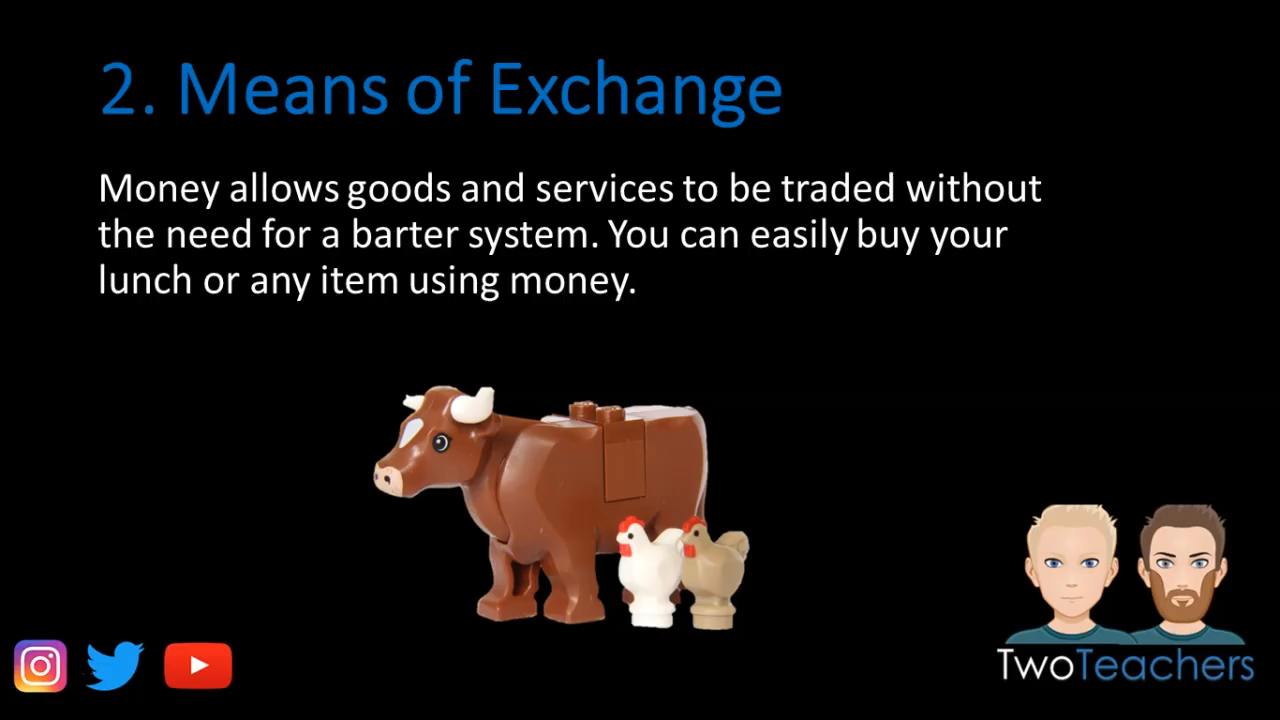 2. Means of Exchange
Money allows goods and services to be traded without
the need for a barter system. You can easily buy your
lunch or any item using money.
TwoTeachers